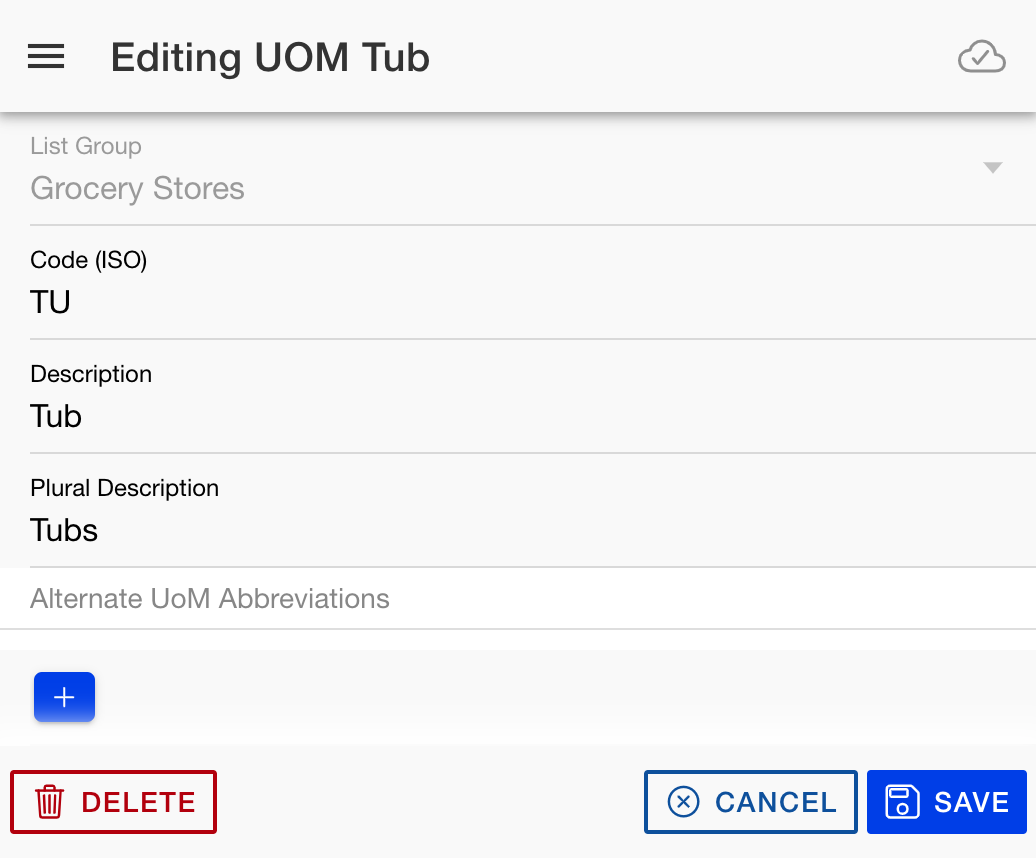 Editing UOM Tub
List Group
Grocery Stores
Code (ISO)
TU
Description
Tub
Plural Description
Tubs
Alternate UoM Abbreviations
DELETE
CANCEL
SAVE